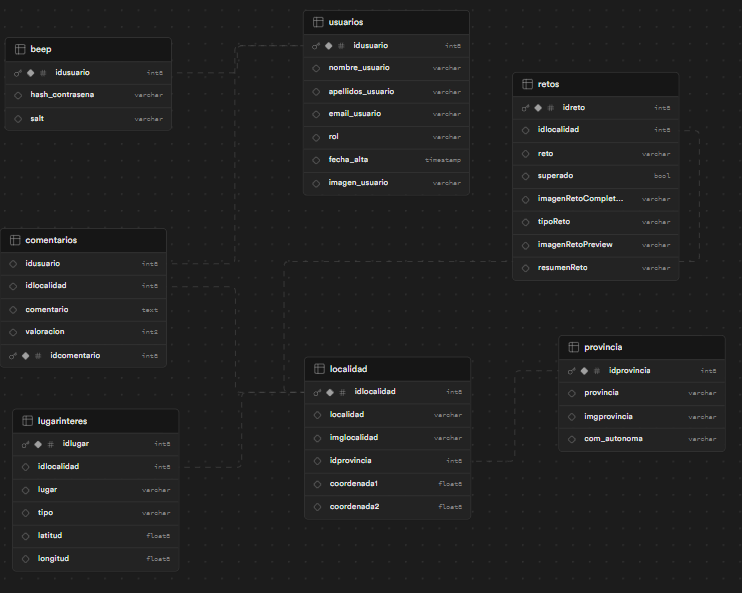 beep
idusuario int8
hash_contrasena varchar
salt varchar
usuarios
idusuario int8
nombre_usuario varchar
apellidos_usuario varchar
email_usuario varchar
rol varchar
fecha_alta timestamp
imagen_usuario varchar
retos
idreto int8
idlocalidad int8
reto varchar
superado bool
imagenRetoComplet... varchar
tipoReto varchar
imagenRetoPreview varchar
resumenReto varchar
comentarios
idusuario int8
idlocalidad int8
comentario text
valoracion int2
idcomentario int8
localidad
idlocalidad int8
localidad varchar
imglocalidad varchar
idprovincia int8
coordenada1 float8
coordenada2 float8
provincia
idprovincia int8
provincia varchar
imgprovincia varchar
com_autonoma varchar
lugarinteres
idlugar int8
idlocalidad int8
lugar varchar
tipo varchar
latitud float8
longitud float8